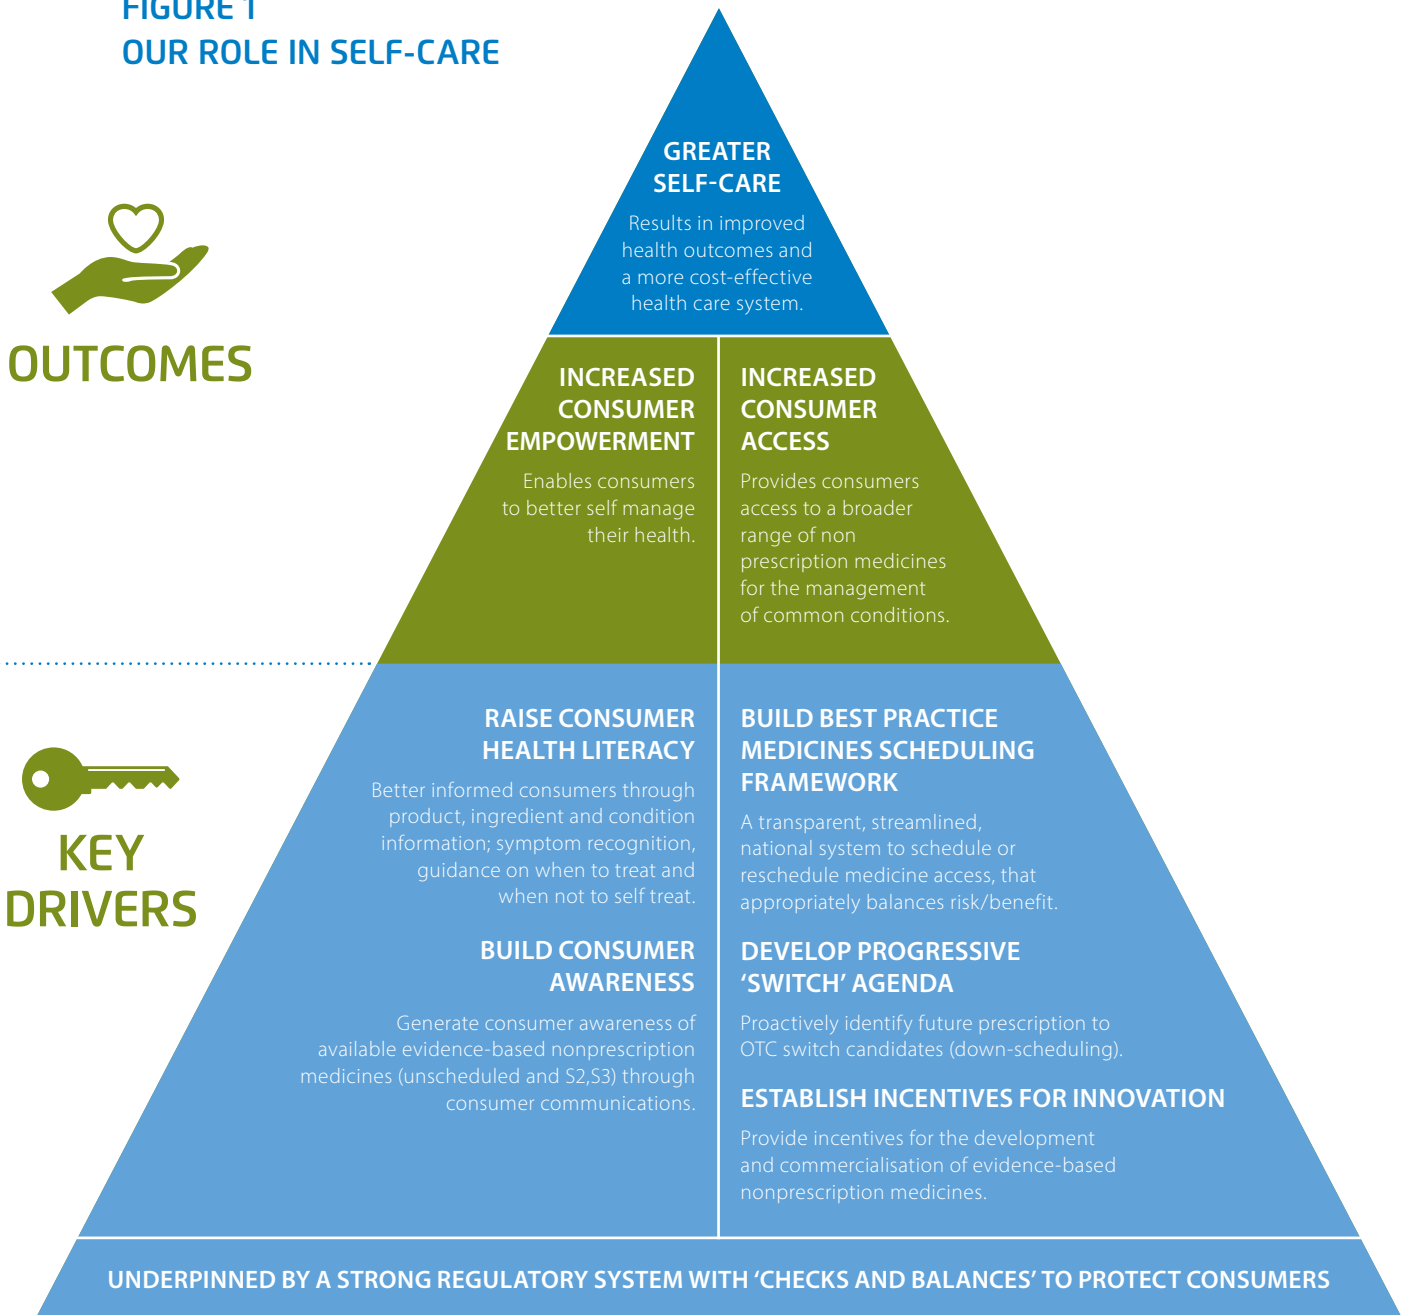 FIGURE 1
OUR ROLE IN SELF-CARE
GREATER
SELF-CARE
Results in improved
health outcomes and
a more cost-effective
health care system.
OUTCOMES
INCREASED
CONSUMER
EMPOWERMENT
Enables consumers
to better self manage
their health.
INCREASED
CONSUMER
ACCESS
Provides consumers
access to a broader
range of non
prescription medicines
for the management
of common conditions.
KEY
DRIVERS
RAISE CONSUMER
HEALTH LITERACY
Better informed consumers through
product, ingredient and condition
information; symptom recognition,
guidance on when to treat and
when not to self treat.
BUILD CONSUMER
AWARENESS
Generate consumer awareness of
available evidence-based nonprescription
medicines (unscheduled and S2,S3) through
consumer communications.
BUILD BEST PRACTICE
MEDICINES SCHEDULING
FRAMEWORK
A transparent, streamlined,
national system to schedule or
reschedule medicine access, that
appropriately balances risk/benefit.
DEVELOP PROGRESSIVE
‘SWITCH’ AGENDA
Proactively identify future prescription to
OTC switch candidates (down-scheduling).
ESTABLISH INCENTIVES FOR INNOVATION
Provide incentives for the development
and commercialisation of evidence-based
nonprescription medicines.
UNDERPINNED BY A STRONG REGULATORY SYSTEM WITH ‘CHECKS AND BALANCES’ TO PROTECT CONSUMERS